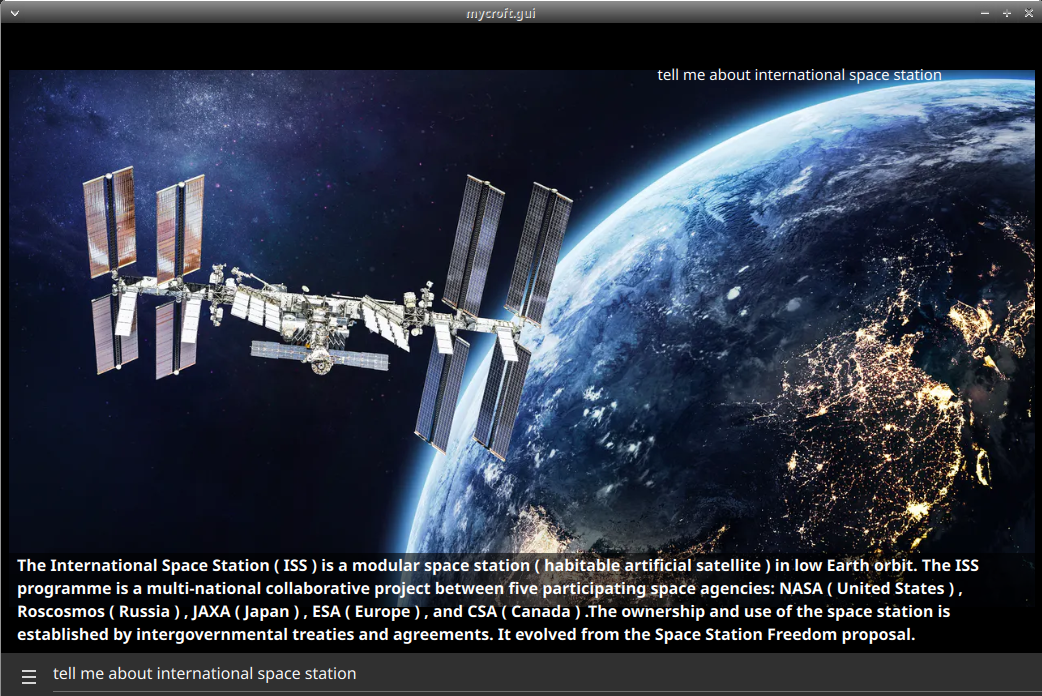 mycroft.gui
tell me about international space station
The International Space Station ( ISS ) is a modular space station ( habitable artificial satellite ) in low Earth orbit. The ISS
programme is a multi-national collaborative project between five participating space agencies: NASA ( United States ) ,
Roscosmos ( Russia ) , JAXA ( Japan ) , ESA ( Europe ) , and CSA ( Canada ) .The ownership and use of the space station is
established by intergovernmental treaties and agreements. It evolved from the Space Station Freedom proposal.
tell me about international space station